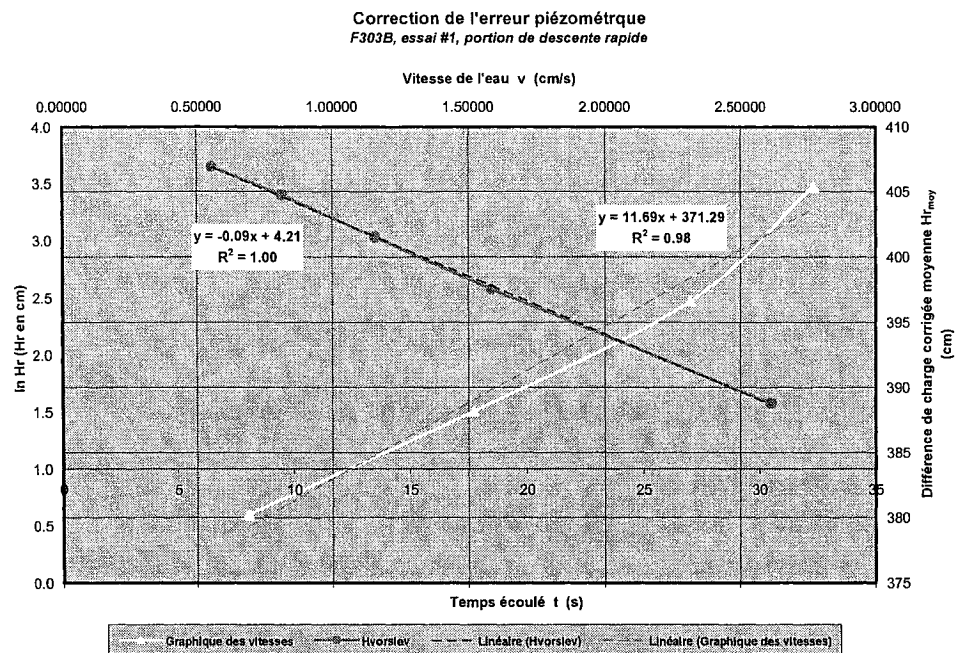 Correction de l'erreur piézométrque
F303B, essai #1, portion de descente rapide
Vitesse de l'eau v (cm/s)
0.00000 0.50000 1.00000 1.50000 2.00000 2.50000 3.00000
4.0 410
3.5 405
3.0 400
2.5 395
2.0 390
1.5 385
1.0 380
0.5 375
0.0
y = -0.09x + 4.21
R² = 1.00
y = 11.69x + 371.29
R² = 0.98
ln Hr (Hr en cm)
Différence de charge corrigée moyenne Hrmoy
(cm)
0 5 10 15 20 25 30 35
Temps écoulé t (s)
Graphique des vitesses Hvorslev Linéaire (Hvorslev) Linéaire (Graphique des vitesses)